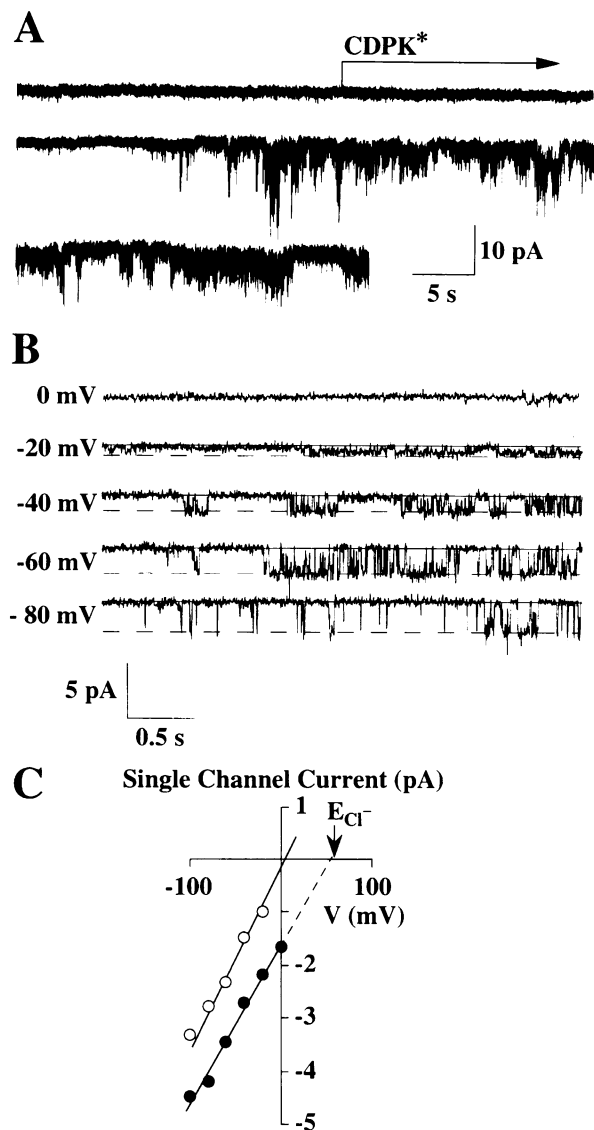 A
CDPK*
10 pA
5 s
B
0 mV
-20 mV
-40 mV
-60 mV
- 80 mV
5 pA
0.5 s
C
Single Channel Current (pA)
1
ECl-
-100
100
V (mV)
-2
-3
-4
-5